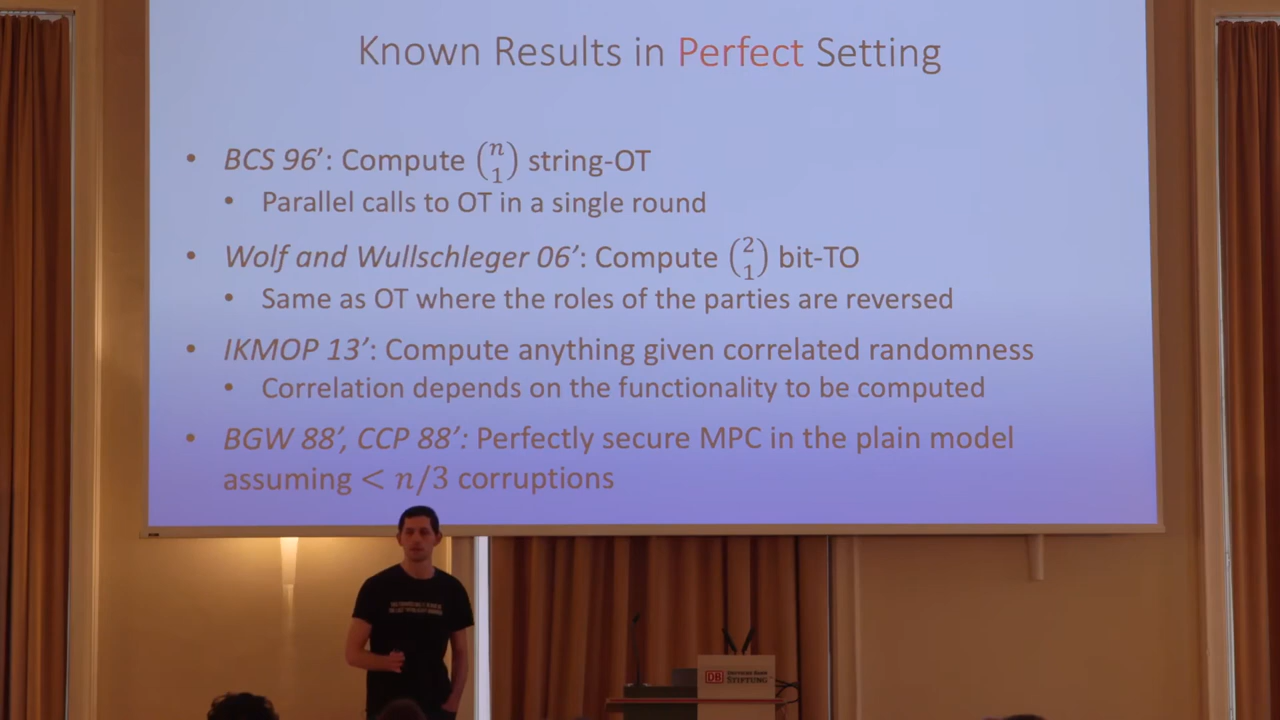 Known Results in Perfect Setting
• BCS 96’: Compute (n 1) string-OT
• Parallel calls to OT in a single round
• Wolf and Wullschleger 06’: Compute (2 1) bit-TO
• Same as OT where the roles of the parties are reversed
• IKMOP 13’: Compute anything given correlated randomness
• Correlation depends on the functionality to be computed
• BGW 88’, CCP 88’: Perfectly secure MPC in the plain model
assuming < n/3 corruptions
DB DEUTSCHE BAHN
STIFTUNG